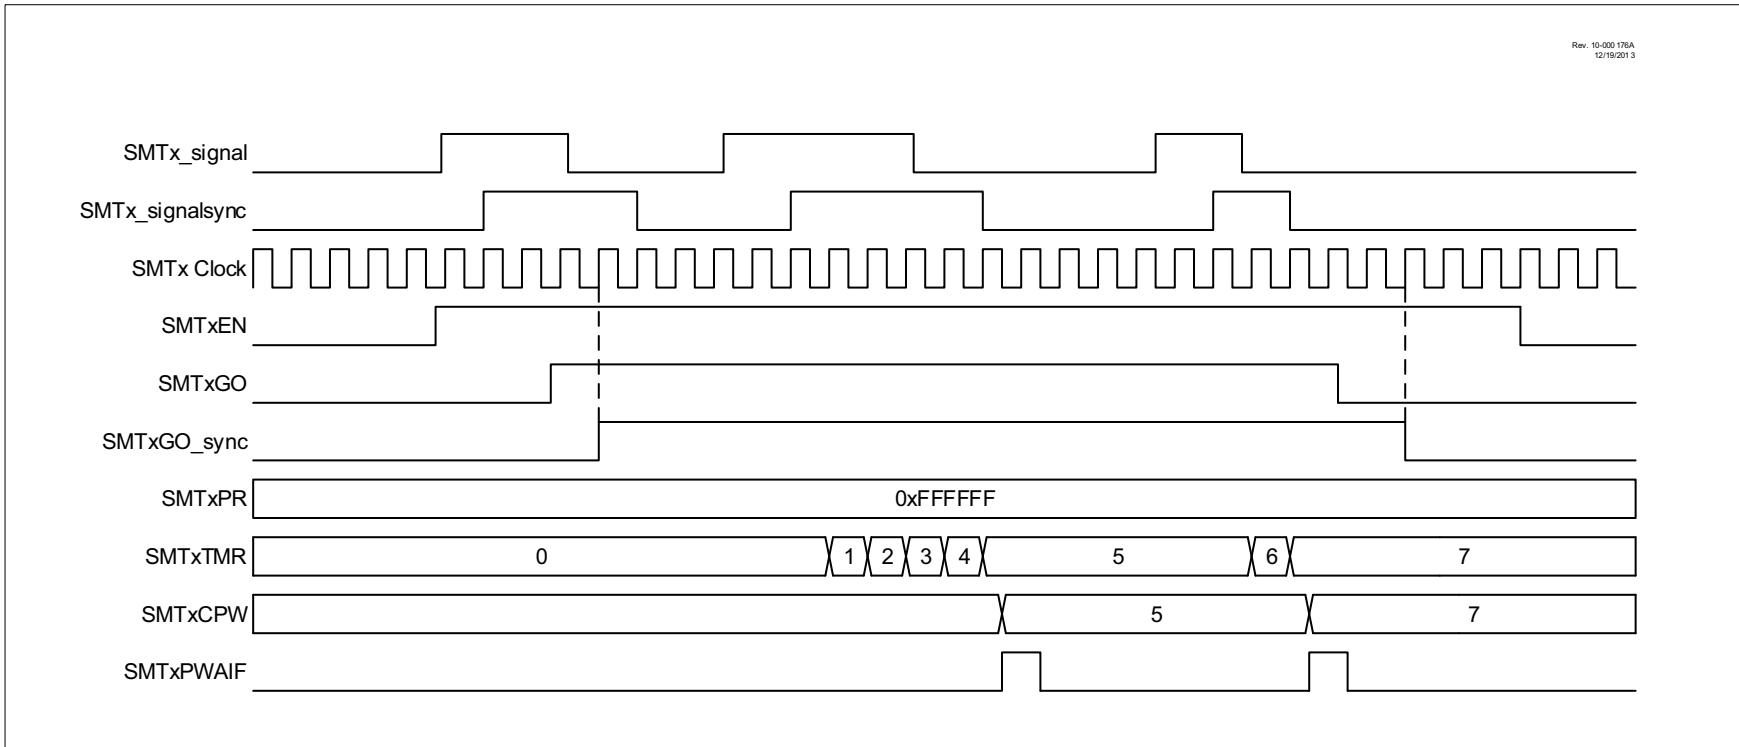 Rev. 10-000 176A
12/19/201 3
SMTx_signal
SMTx_signalsync
SMTx Clock
SMTxEN
SMTxGO
SMTxGO_sync
SMTxPR 0xFFFFFF
SMTxTMR 0 1 2 3 4 5 6 7
SMTxCPW 5 7
SMTxPWAIF